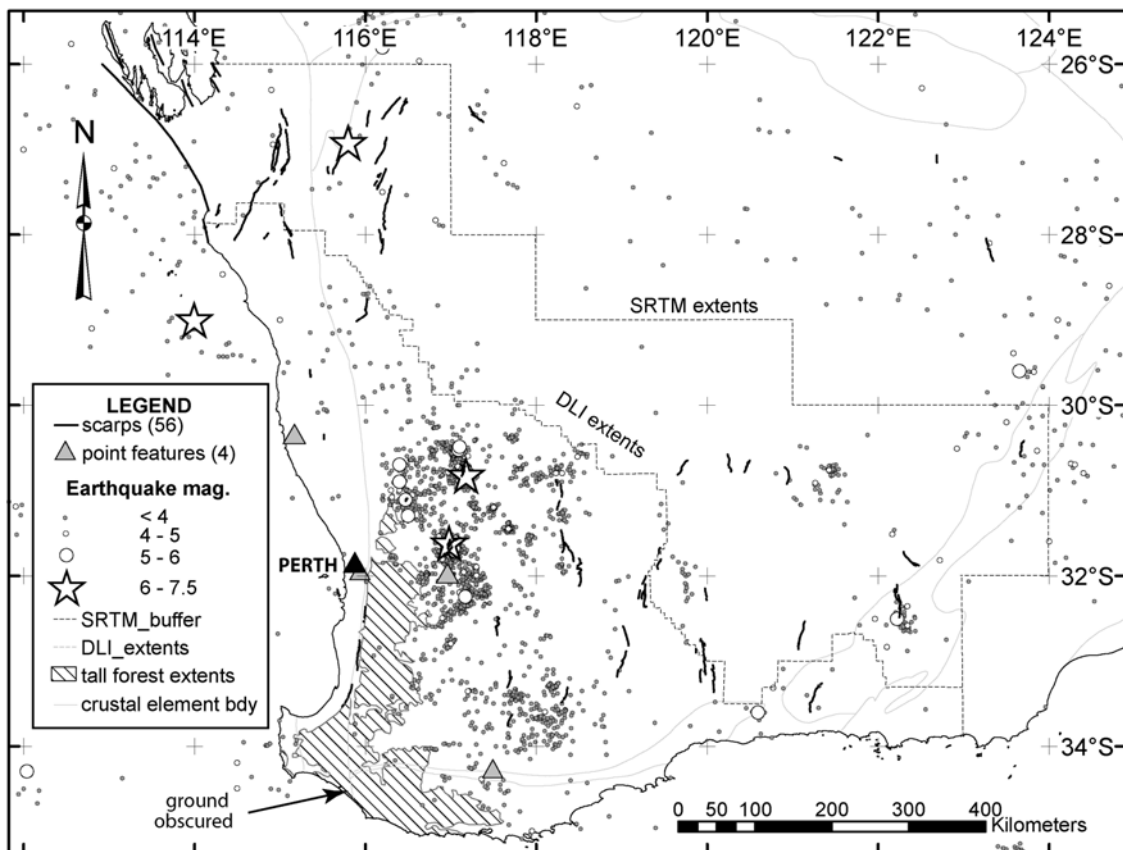 114°E 116°E 118°E 120°E 122°E 124°E
26°S
N
28°S
SRTM extents
30°S
DLI extents
LEGEND
scarps (56)
point features (4)
Earthquake mag.
< 4
4 - 5
5 - 6
6 - 7.5
SRTM_buffer
DLI_extents
tall forest extents
crustal element bdy
PERTH
32°S
34°S
ground
obscured
0 50 100 200 300 400
Kilometers